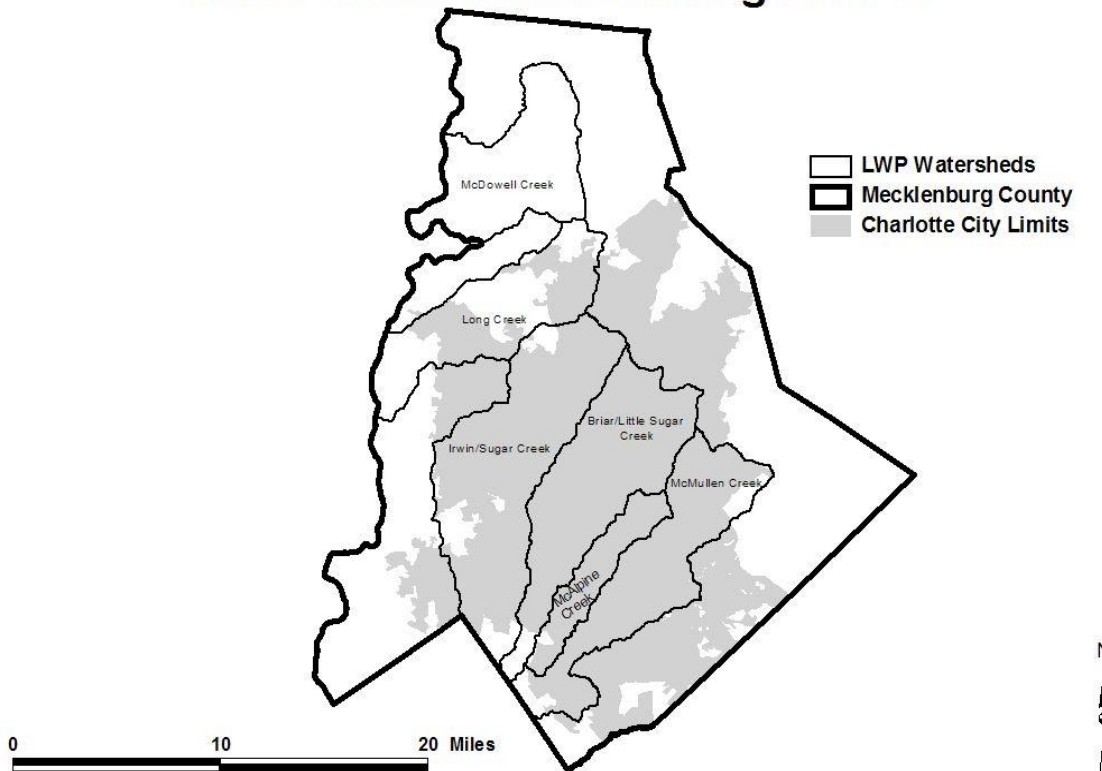 McDowell Creek
LWP Watersheds
Mecklenburg County
Charlotte City Limits
Long Creek
Briar/Little Sugar
Creek
Irwin/Sugar Creek
McMullen Creek
McAlpine
Creek
0 10 20 Miles